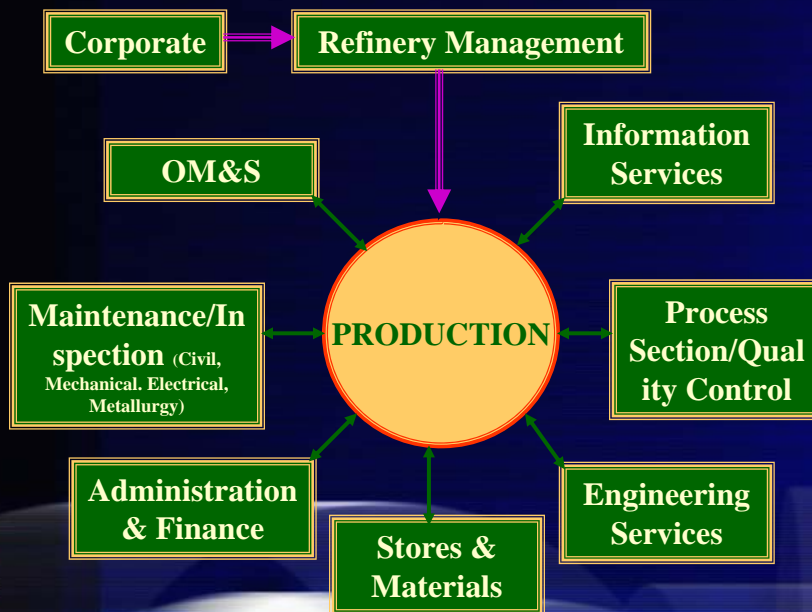 Corporate
Refinery Management
Information
Services
OM&S
Maintenance/In
spection (Civil,
Mechanical. Electrical,
Metallurgy)
PRODUCTION
Process
Section/Qual
ity Control
Administration
& Finance
Stores &
Materials
Engineering
Services